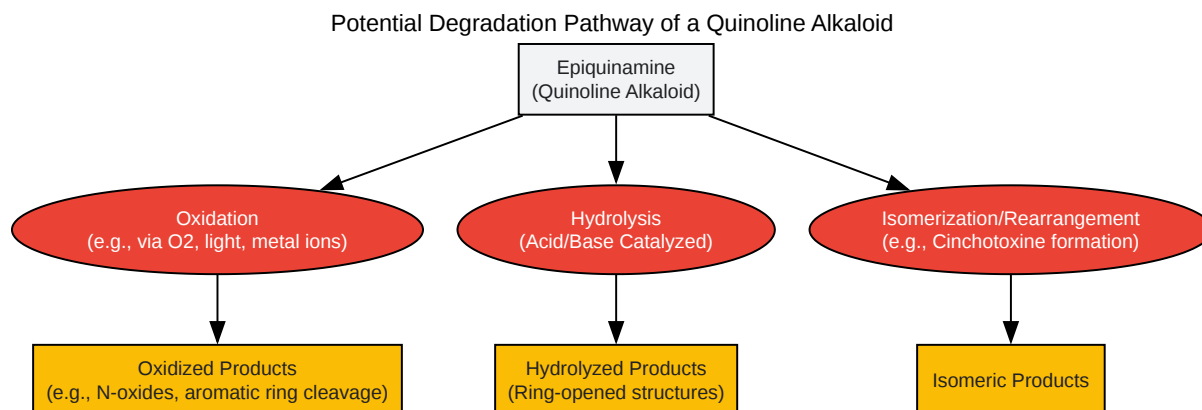 Potential Degradation Pathway of a Quinoline Alkaloid
Epiquinamine
(Quinoline Alkaloid)
Oxidation
(e.g., via O2, light, metal ions)
Hydrolysis
(Acid/Base Catalyzed)
Isomerization/Rearrangement
(e.g., Cinchotoxine formation)
Oxidized Products
(e.g., N-oxides, aromatic ring cleavage)
Hydrolyzed Products
(Ring-opened structures)
Isomeric Products